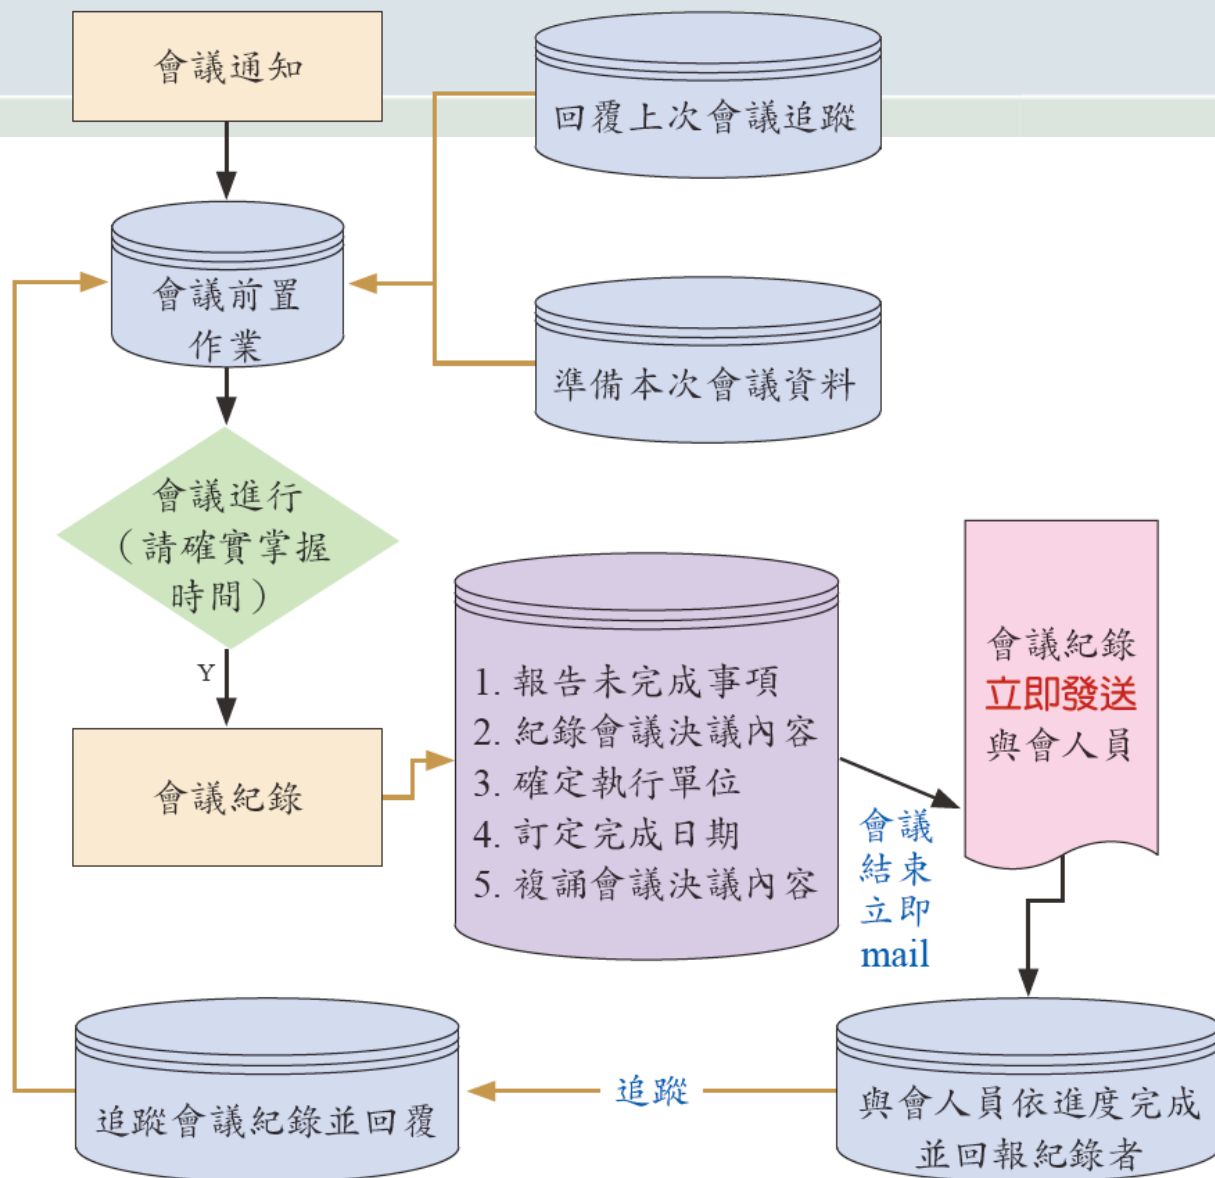 會議通知
回覆上次會議追蹤
會議前置
作業
準備本次會議資料
會議進行
（請確實掌握
時間）
Y
會議紀錄
1. 報告未完成事項
2. 紀錄會議決議內容
3. 確定執行單位
4. 訂定完成日期
5. 複誦會議決議內容
會議
結束
立即
mail
會議紀錄
立即發送
與會人員
與會人員依進度完成
並回報紀錄者
追蹤
追蹤會議紀錄並回覆